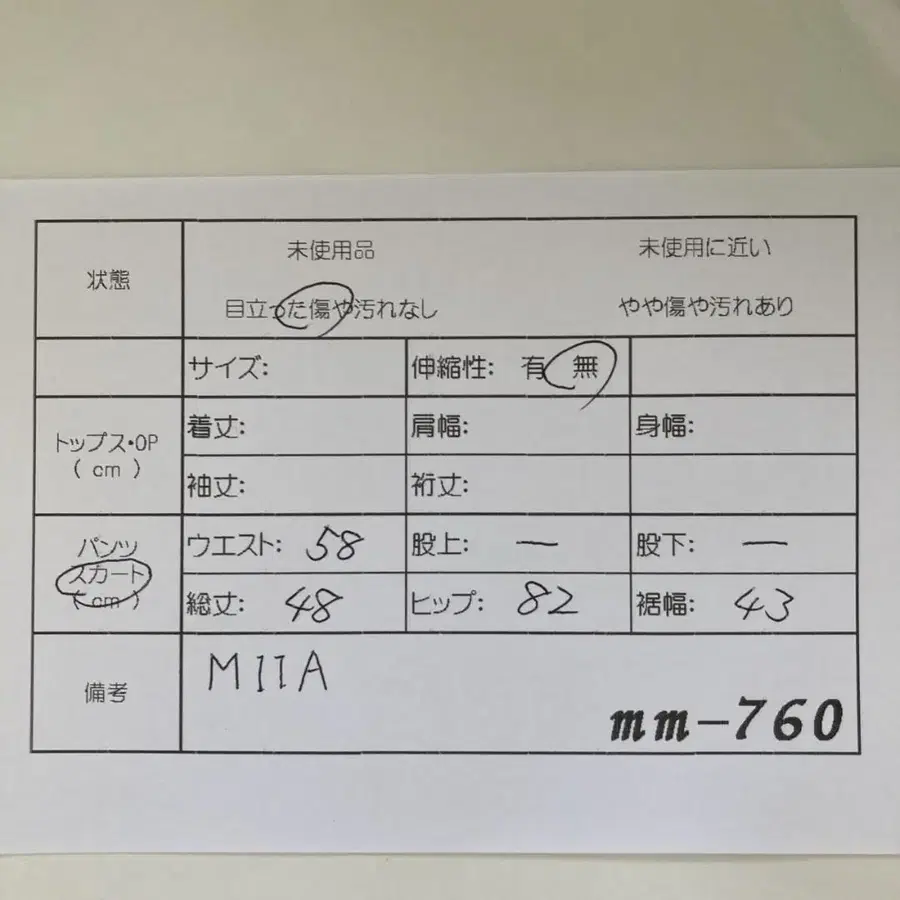 状態 未使用品 未使用に近い
目立った傷や汚れなし やや傷や汚れあり
サイズ: 伸縮性: 有 無
トップス・OP
( cm )
着丈: 肩幅: 身幅:
袖丈: 裄丈:
パンツ
スカート
( cm )
ウエスト: 58 股上: ー 股下: ー
総丈: 48 ヒップ: 82 裾幅: 43
備考 MIIA
mm-760